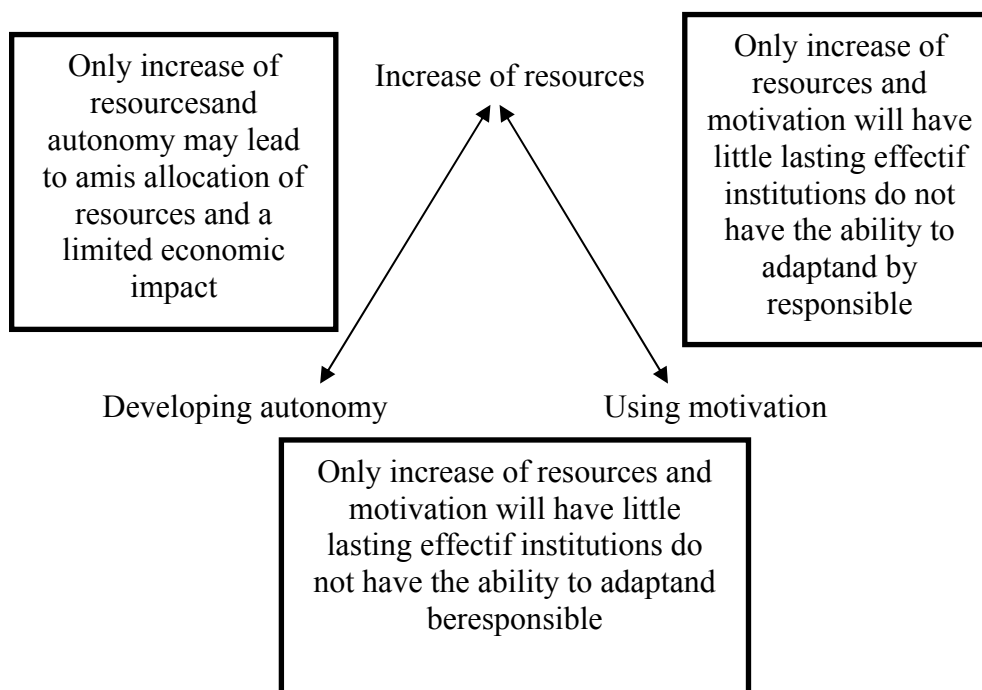 Only increase of
resourcesand
autonomy may lead
to amis allocation of
resources and a
limited economic
impact
Increase of resources
Only increase of
resources and
motivation will have
little lasting effectif
institutions do not
have the ability to
adaptand by
responsible
Developing autonomy
Using motivation
Only increase of resources and
motivation will have little
lasting effectif institutions do
not have the ability to adaptand
beresponsible